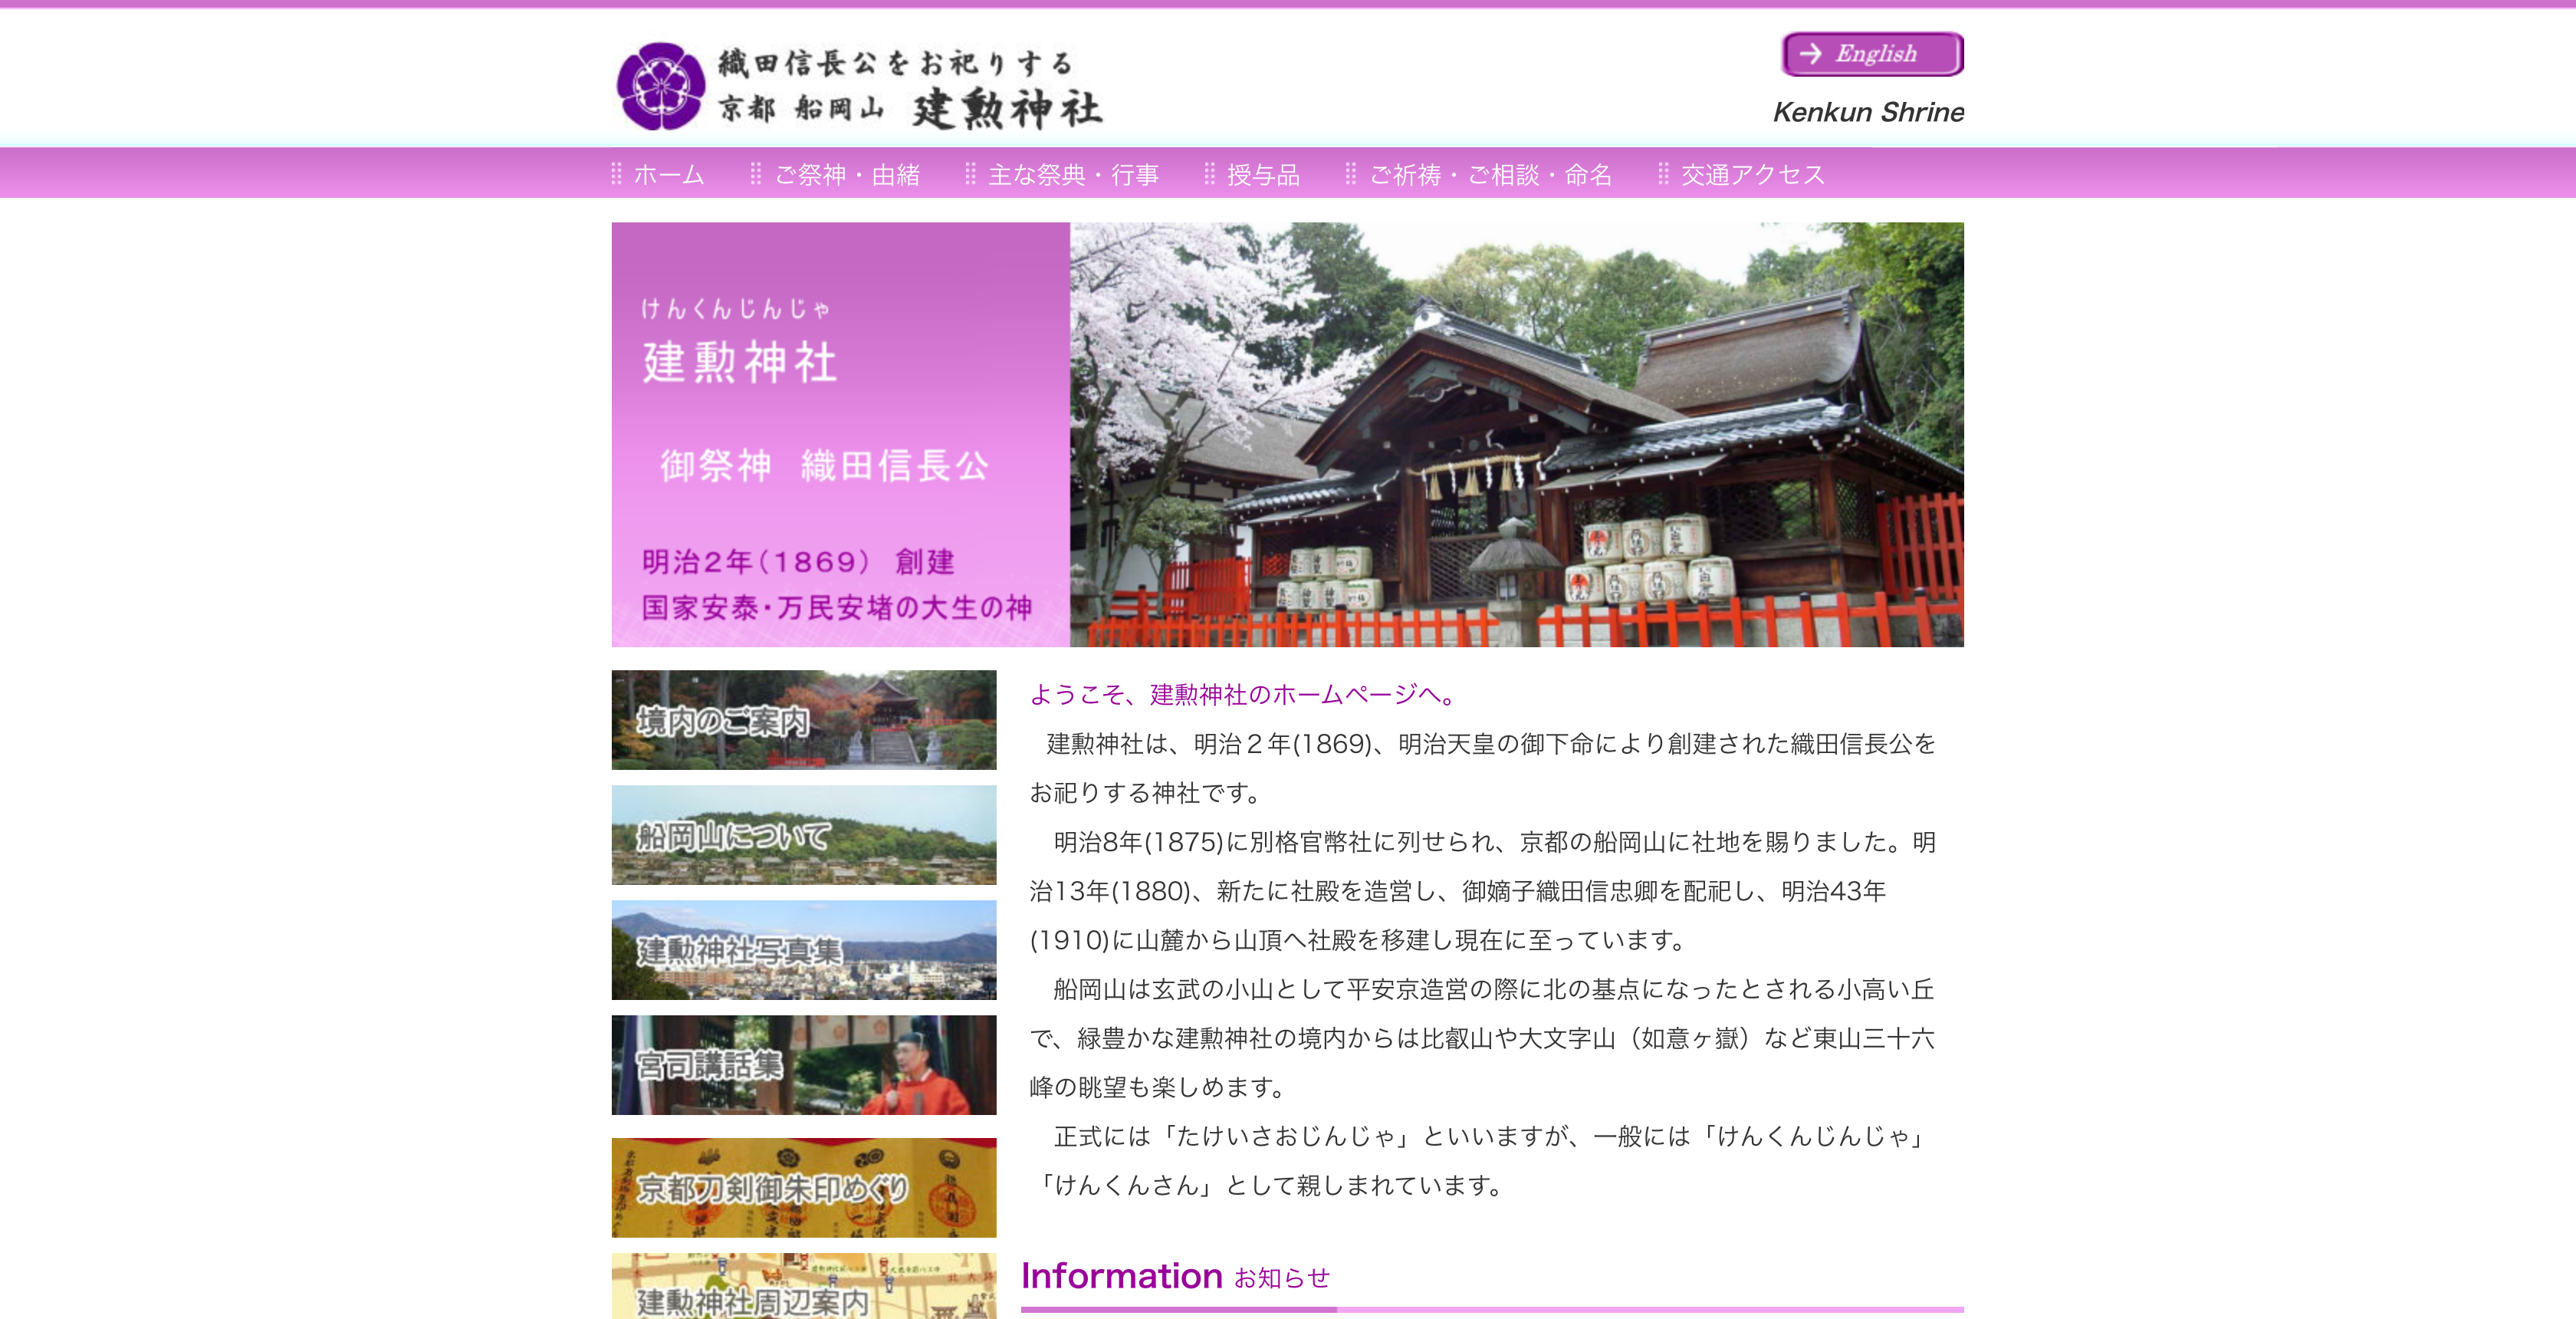 織田信長公をお祀りする
京都 船岡山 建勲神社
English
Kenkun Shrine
ホーム ご祭神・由緒 主な祭典・行事 授与品 ご祈祷・ご相談・命名 交通アクセス
けんくんじんじゃ
建勲神社
御祭神 織田信長公
明治2年(1869) 創建
国家安泰・万民安堵の大生の神
境内のご案内
船岡山について
建勲神社写真集
宮司講話集
京都刀剣御朱印めぐり
建勲神社周辺案内
ようこそ、建勲神社のホームページへ。
建勲神社は、明治２年(1869)、明治天皇の御下命により創建された織田信長公を
お祀りする神社です。
明治8年(1875)に別格官幣社に列せられ、京都の船岡山に社地を賜りました。明
治13年(1880)、新たに社殿を造営し、御嫡子織田信忠卿を配祀し、明治43年
(1910)に山麓から山頂へ社殿を移建し現在に至っています。
船岡山は玄武の小山として平安京造営の際に北の基点になったとされる小高い丘
で、緑豊かな建勲神社の境内からは比叡山や大文字山（如意ヶ嶽）など東山三十六
峰の眺望も楽しめます。
正式には「たけいさおじんじゃ」といいますが、一般には「けんくんじんじゃ」
「けんくんさん」として親しまれています。
Information お知らせ